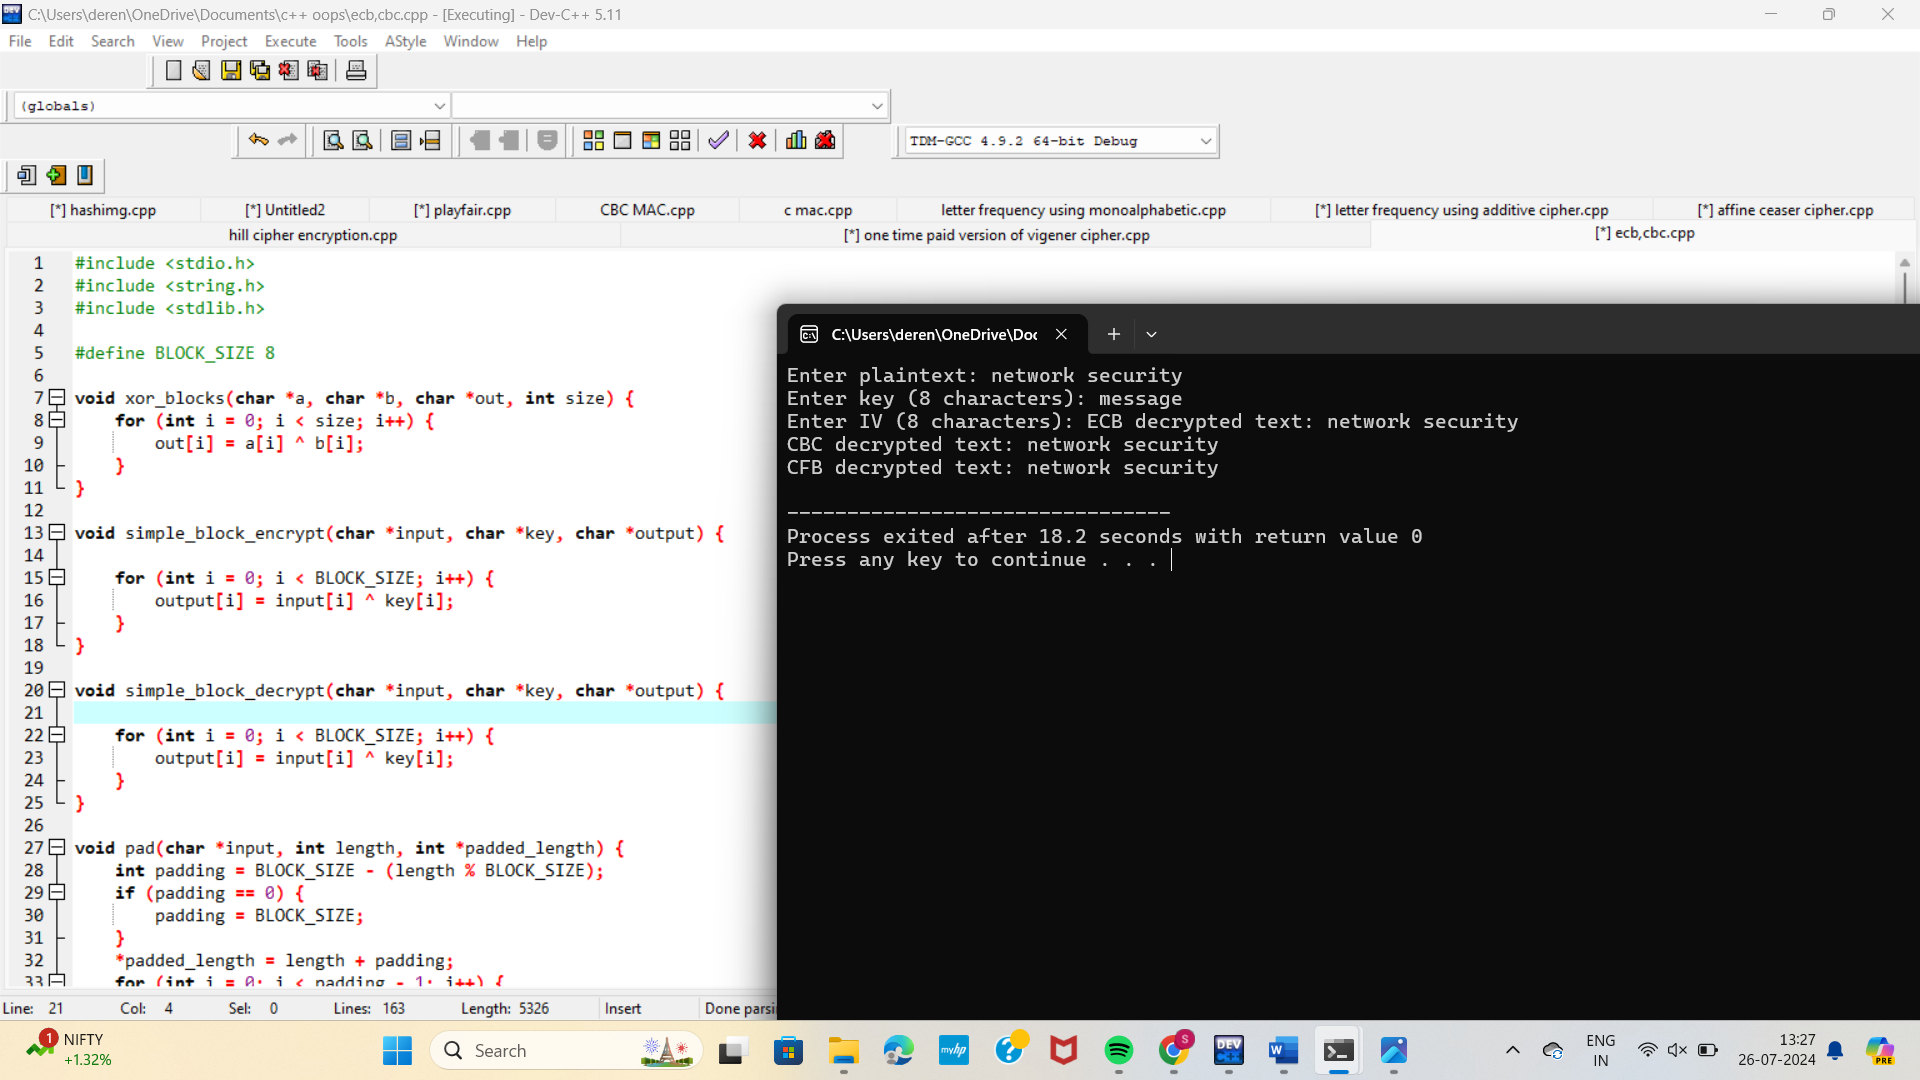 C:\Users\deren\OneDrive\Documents\c++ oops\ecb,cbc.cpp - [Executing] - Dev-C++ 5.11
File Edit Search View Project Execute Tools AStyle Window Help
(globals)
TDM-GCC 4.9.2 64-bit Debug
[*] hashimg.cpp [*] Untitled2 [*] playfair.cpp CBC MAC.cpp c mac.cpp letter frequency using monoalphabetic.cpp [*] letter frequency using additive cipher.cpp [*] affine ceaser cipher.cpp
hill cipher encryption.cpp [*] one time paid version of vigener cipher.cpp [*] ecb,cbc.cpp
1 #include <stdio.h>
2 #include <string.h>
3 #include <stdlib.h>
4
5 #define BLOCK_SIZE 8
6
7 void xor_blocks(char *a, char *b, char *out, int size) {
8 for (int i = 0; i < size; i++) {
9 out[i] = a[i] ^ b[i];
10 }
11 }
12
13 void simple_block_encrypt(char *input, char *key, char *output) {
14
15 for (int i = 0; i < BLOCK_SIZE; i++) {
16 output[i] = input[i] ^ key[i];
17 }
18 }
19
20 void simple_block_decrypt(char *input, char *key, char *output) {
21
22 for (int i = 0; i < BLOCK_SIZE; i++) {
23 output[i] = input[i] ^ key[i];
24 }
25 }
26
27 void pad(char *input, int length, int *padded_length) {
28 int padding = BLOCK_SIZE - (length % BLOCK_SIZE);
29 if (padding == 0) {
30 padding = BLOCK_SIZE;
31 }
32 *padded_length = length + padding;
33 for (int i = 0; i < padding - 1; i++) {
C:\Users\deren\OneDrive\Doc
Enter plaintext: network security
Enter key (8 characters): message
Enter IV (8 characters): ECB decrypted text: network security
CBC decrypted text: network security
CFB decrypted text: network security
--------------------------------
Process exited after 18.2 seconds with return value 0
Press any key to continue . . .
Line: 21 Col: 4 Sel: 0 Lines: 163 Length: 5326 Insert Done parsi
1 NIFTY
+1.32%
Search
myhp
S
DEV
C++
W
ENG
IN
13:27
26-07-2024
PRE